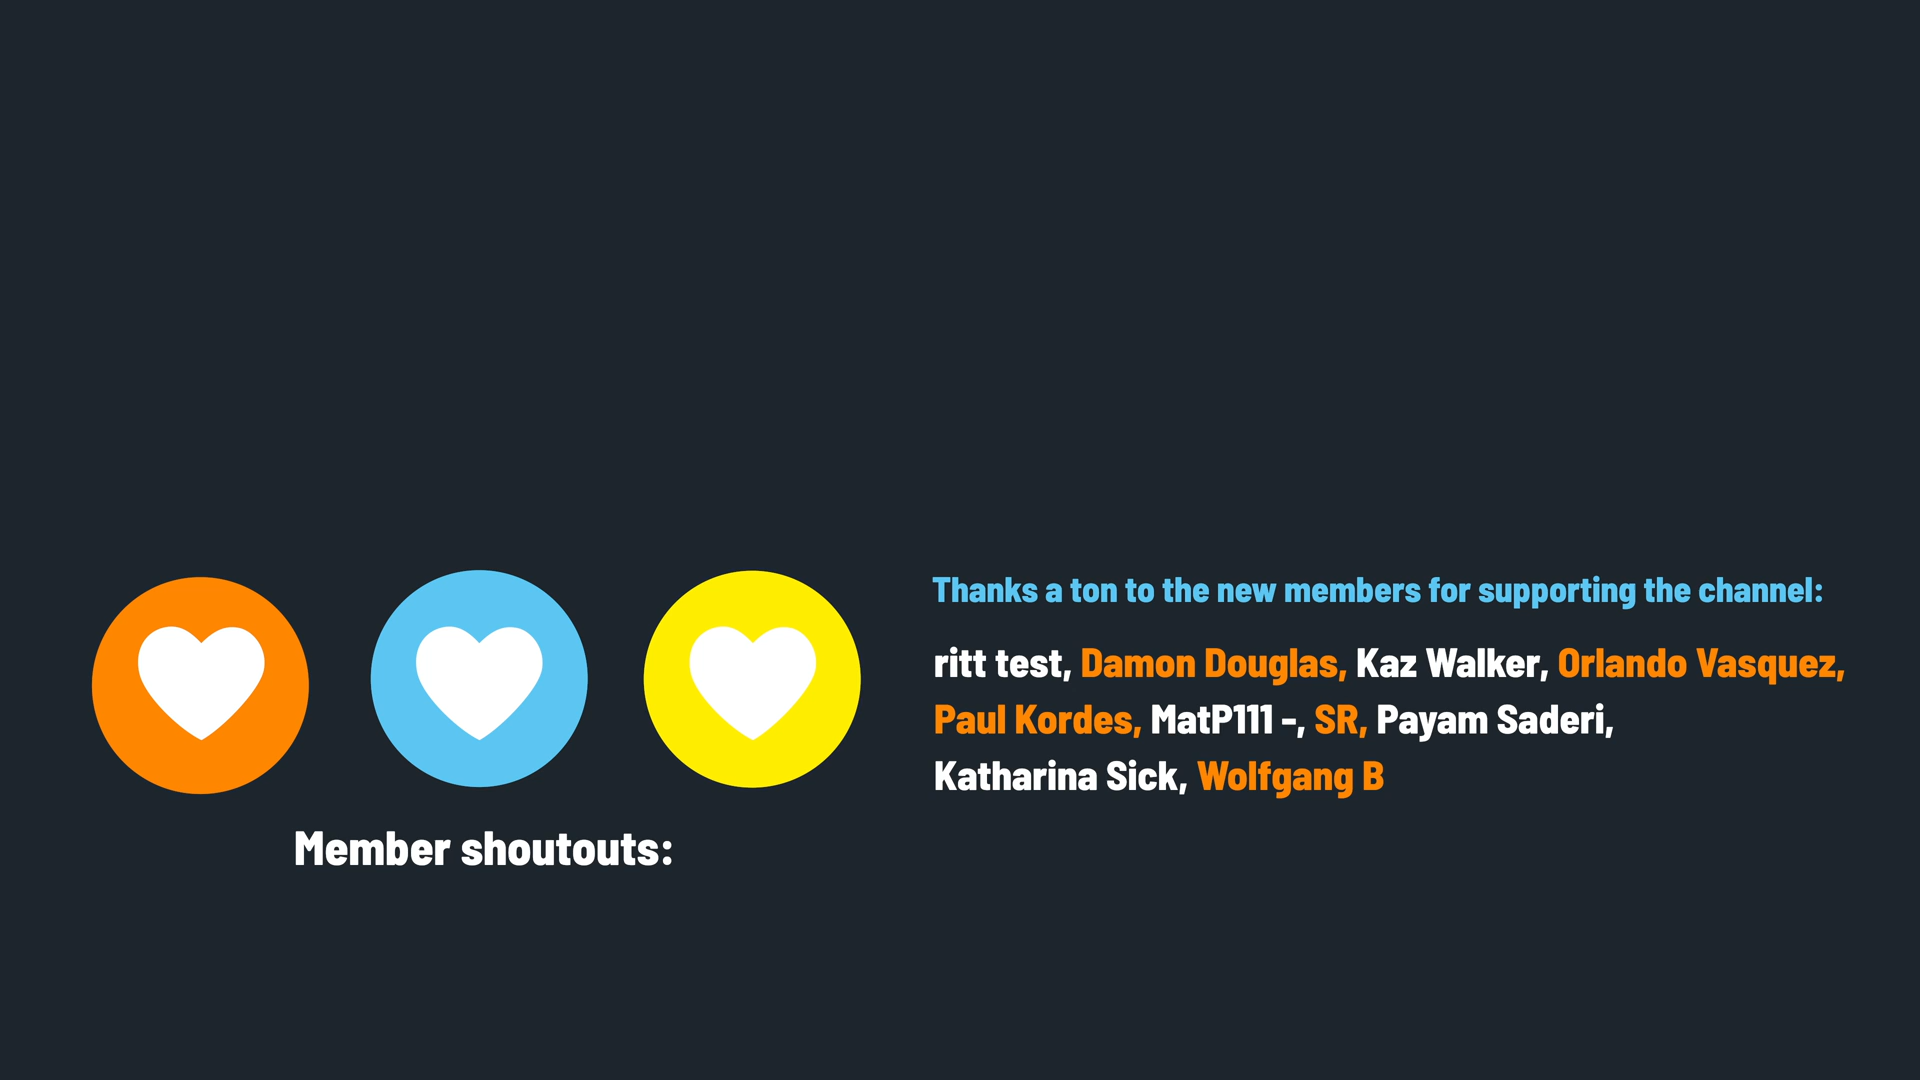 Thanks a ton to the new members for supporting the channel:
ritt test, Damon Douglas, Kaz Walker, Orlando Vasquez,
Paul Kordes, MatP111 -, SR, Payam Saderi,
Katharina Sick, Wolfgang B
Member shoutouts: